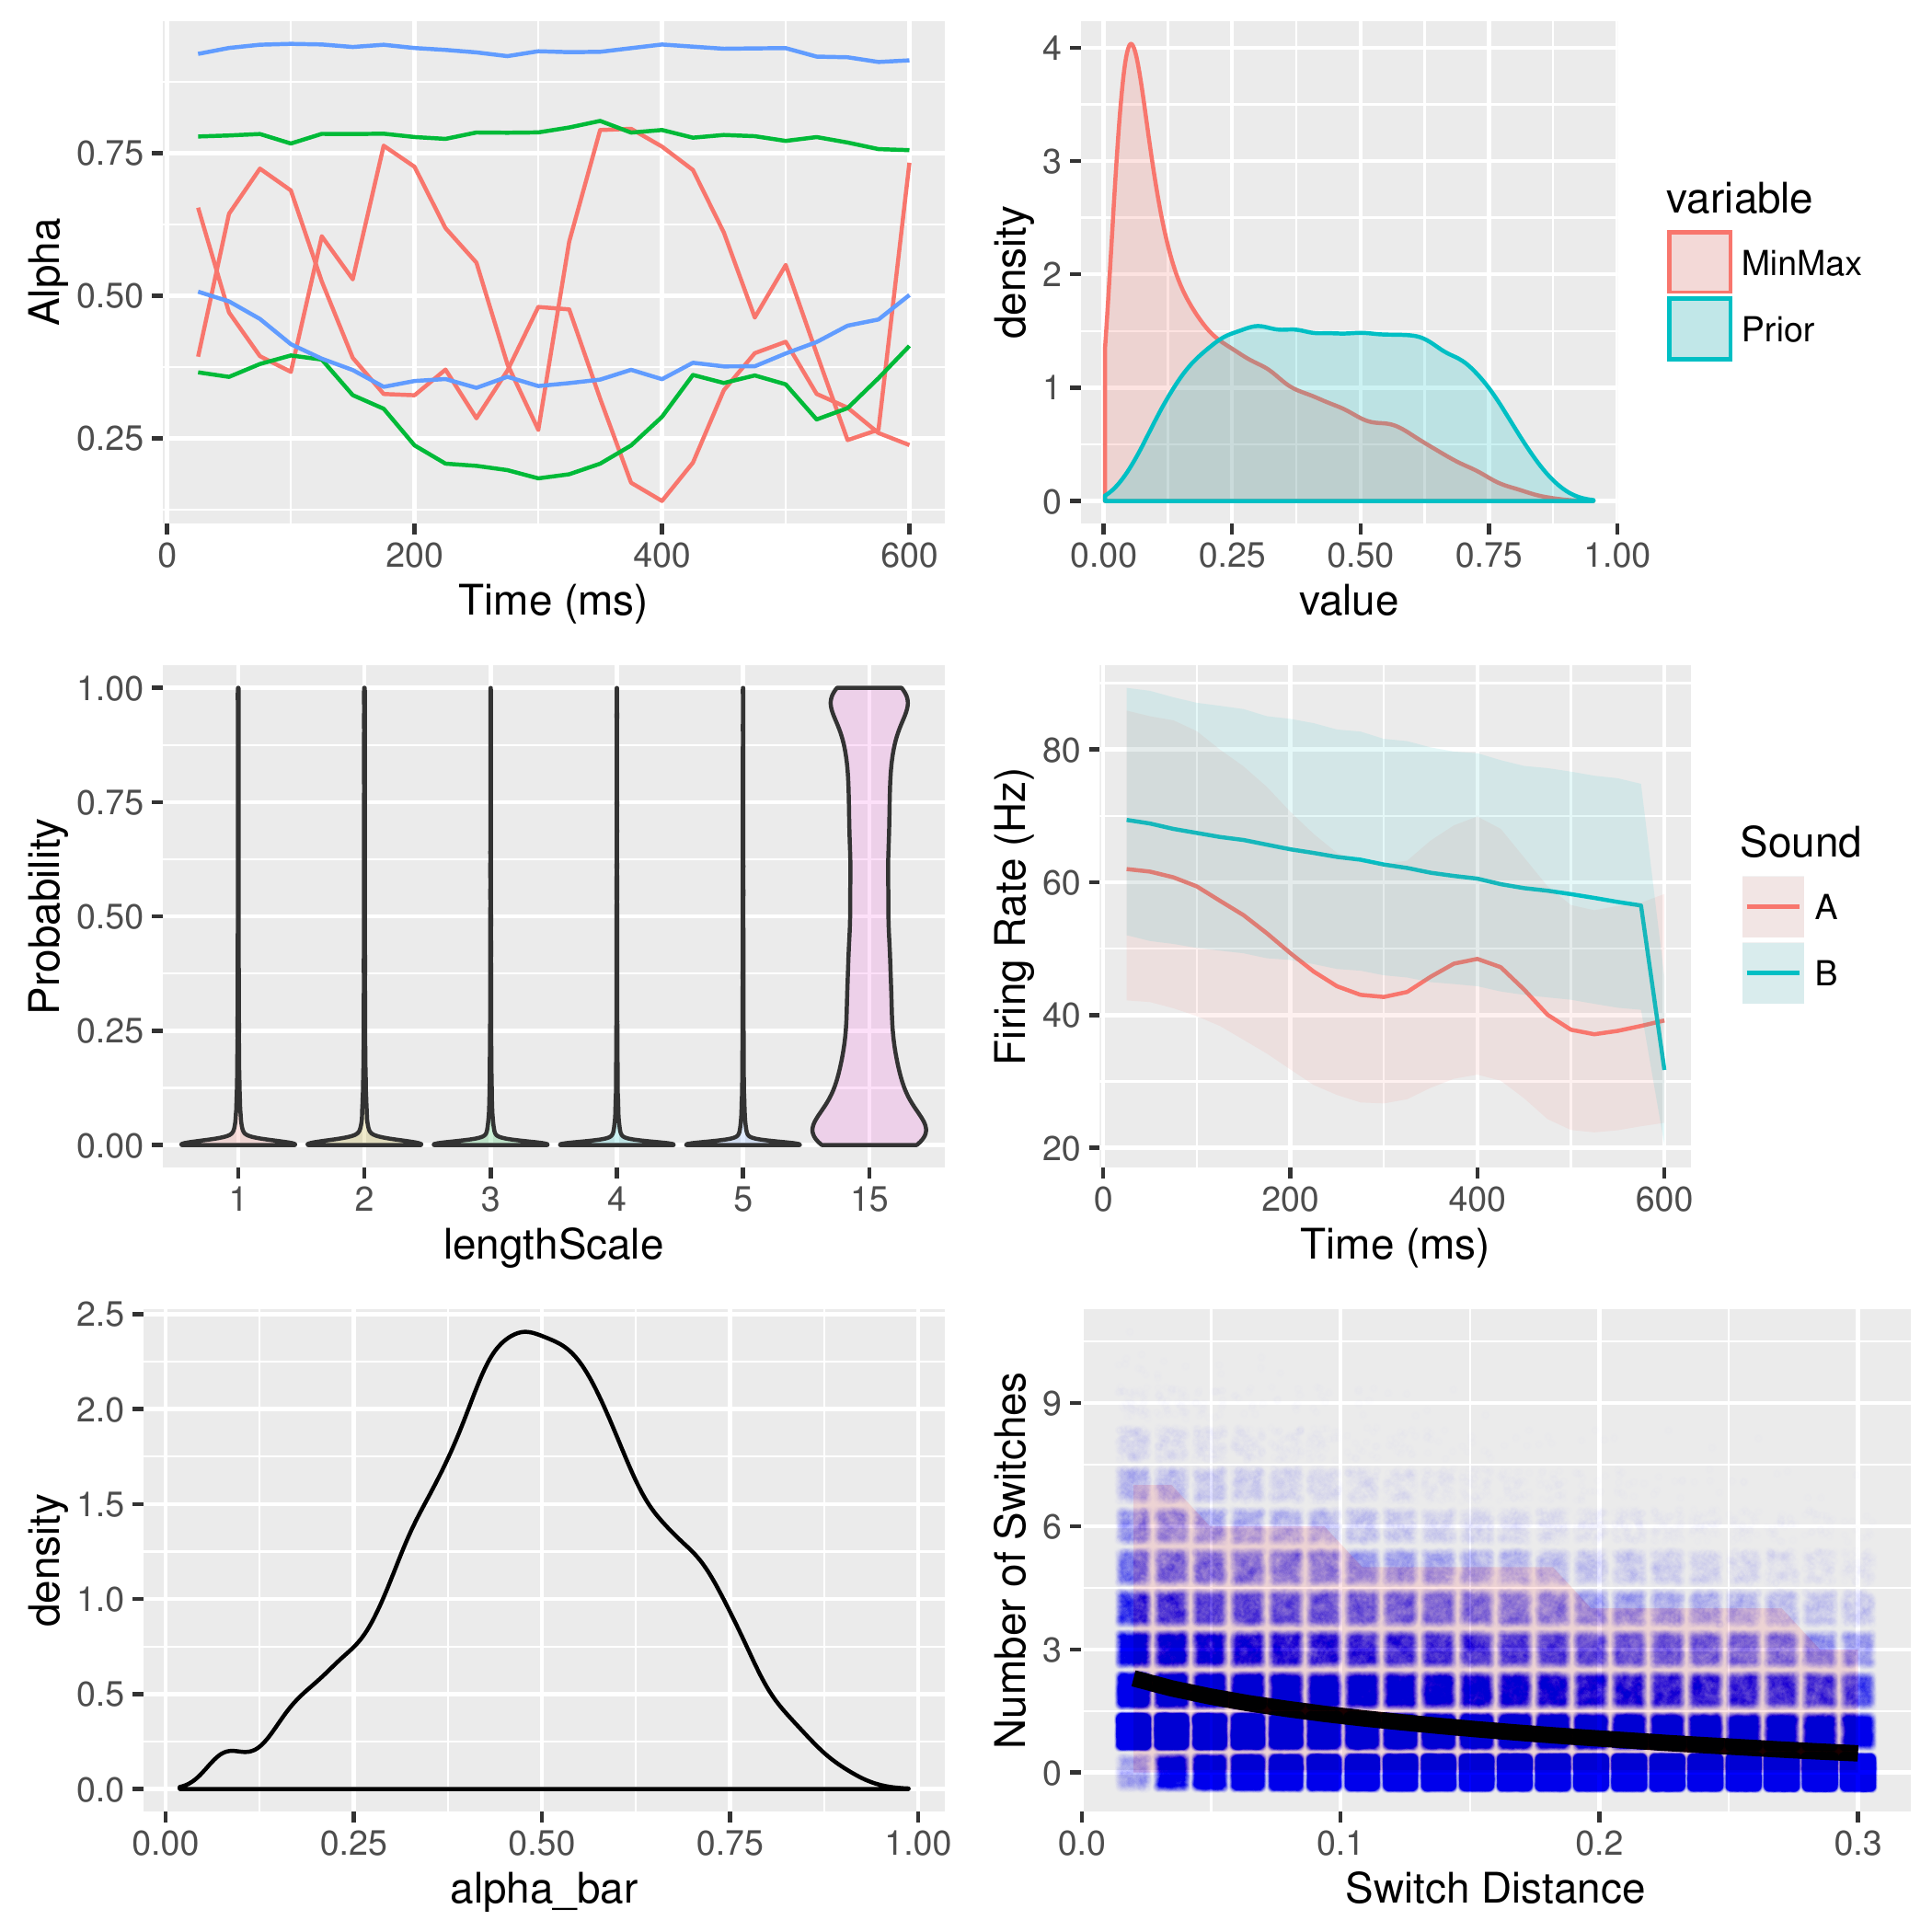 Alpha
0.75
0.50
0.25
0 200 400 600
Time (ms)
density
4
3
2
1
0
0.00 0.25 0.50 0.75 1.00
value
variable
MinMax
Prior
Probability
1.00
0.75
0.50
0.25
0.00
1 2 3 4 5 15
lengthScale
Firing Rate (Hz)
80
60
40
20
0 200 400 600
Time (ms)
Sound
A
B
density
2.5
2.0
1.5
1.0
0.5
0.0
0.00 0.25 0.50 0.75 1.00
alpha_bar
Number of Switches
9
6
3
0
0.0 0.1 0.2 0.3
Switch Distance